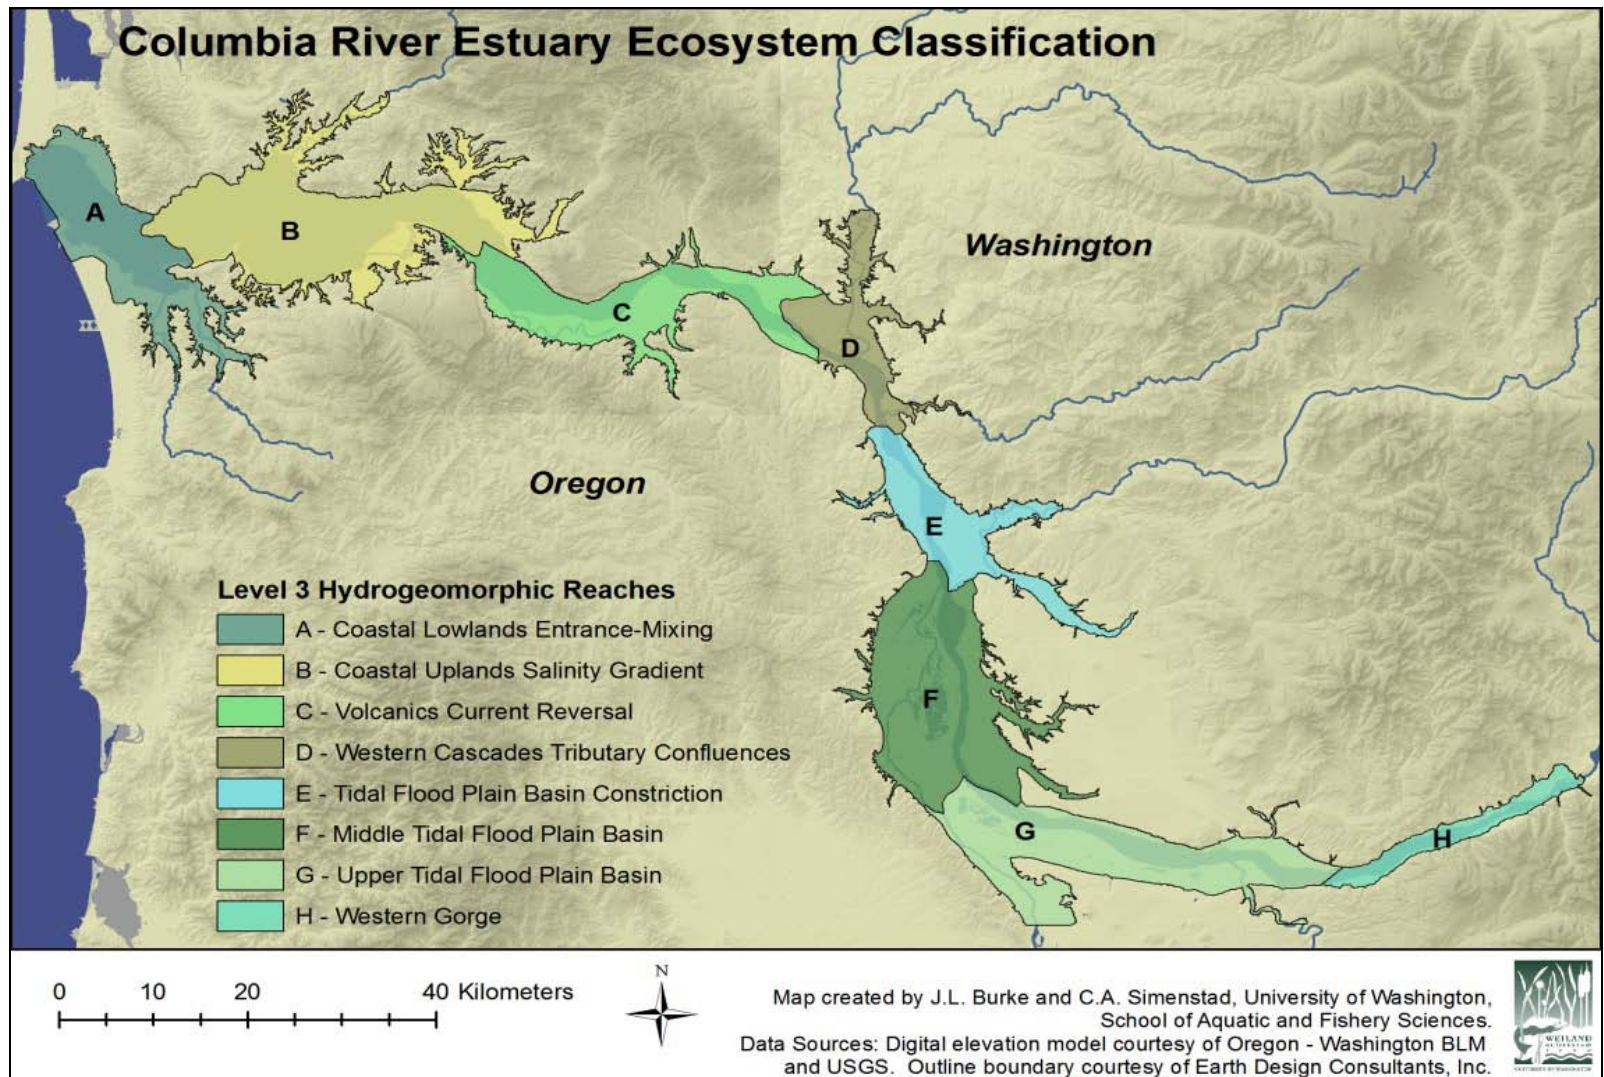 Columbia River Estuary Ecosystem Classification
A
B
Washington
C
D
Oregon
E
Level 3 Hydrogeomorphic Reaches
A - Coastal Lowlands Entrance-Mixing
B - Coastal Uplands Salinity Gradient
C - Volcanics Current Reversal
D - Western Cascades Tributary Confluences
E - Tidal Flood Plain Basin Constriction
F - Middle Tidal Flood Plain Basin
G - Upper Tidal Flood Plain Basin
H - Western Gorge
F
G
H
0 10 20 40 Kilometers
N
Map created by J.L. Burke and C.A. Simenstad, University of Washington,
School of Aquatic and Fishery Sciences.
Data Sources: Digital elevation model courtesy of Oregon - Washington BLM
and USGS. Outline boundary courtesy of Earth Design Consultants, Inc.
WETLAND